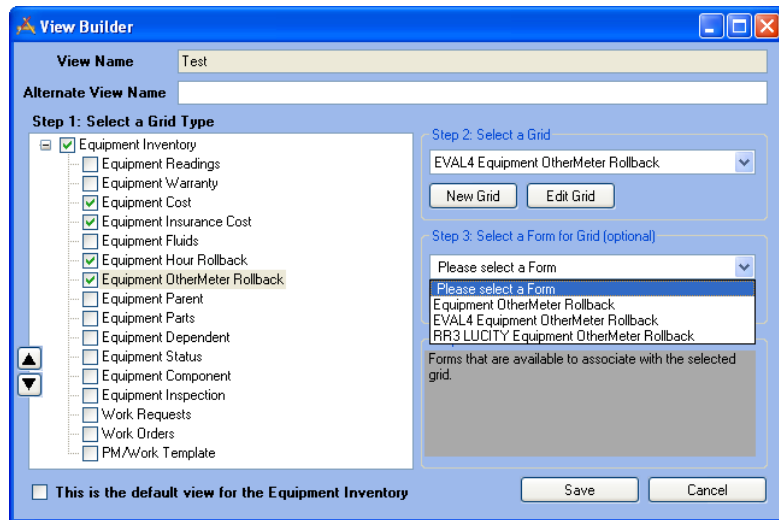 View Builder
View Name
Test
Alternate View Name
Step 1: Select a Grid Type
Equipment Inventory
Equipment Readings
Equipment Warranty
Equipment Cost
Equipment Insurance Cost
Equipment Fluids
Equipment Hour Rollback
Equipment OtherMeter Rollback
Equipment Parent
Equipment Parts
Equipment Dependent
Equipment Status
Equipment Component
Equipment Inspection
Work Requests
Work Orders
PM/Work Template
Step 2: Select a Grid
EVAL4 Equipment OtherMeter Rollback
New Grid
Edit Grid
Step 3: Select a Form for Grid (optional)
Please select a Form
Please select a Form
Equipment OtherMeter Rollback
EVAL4 Equipment OtherMeter Rollback
RR3 LUCITY Equipment OtherMeter Rollback
Forms that are available to associate with the selected
grid.
This is the default view for the Equipment Inventory
Save
Cancel